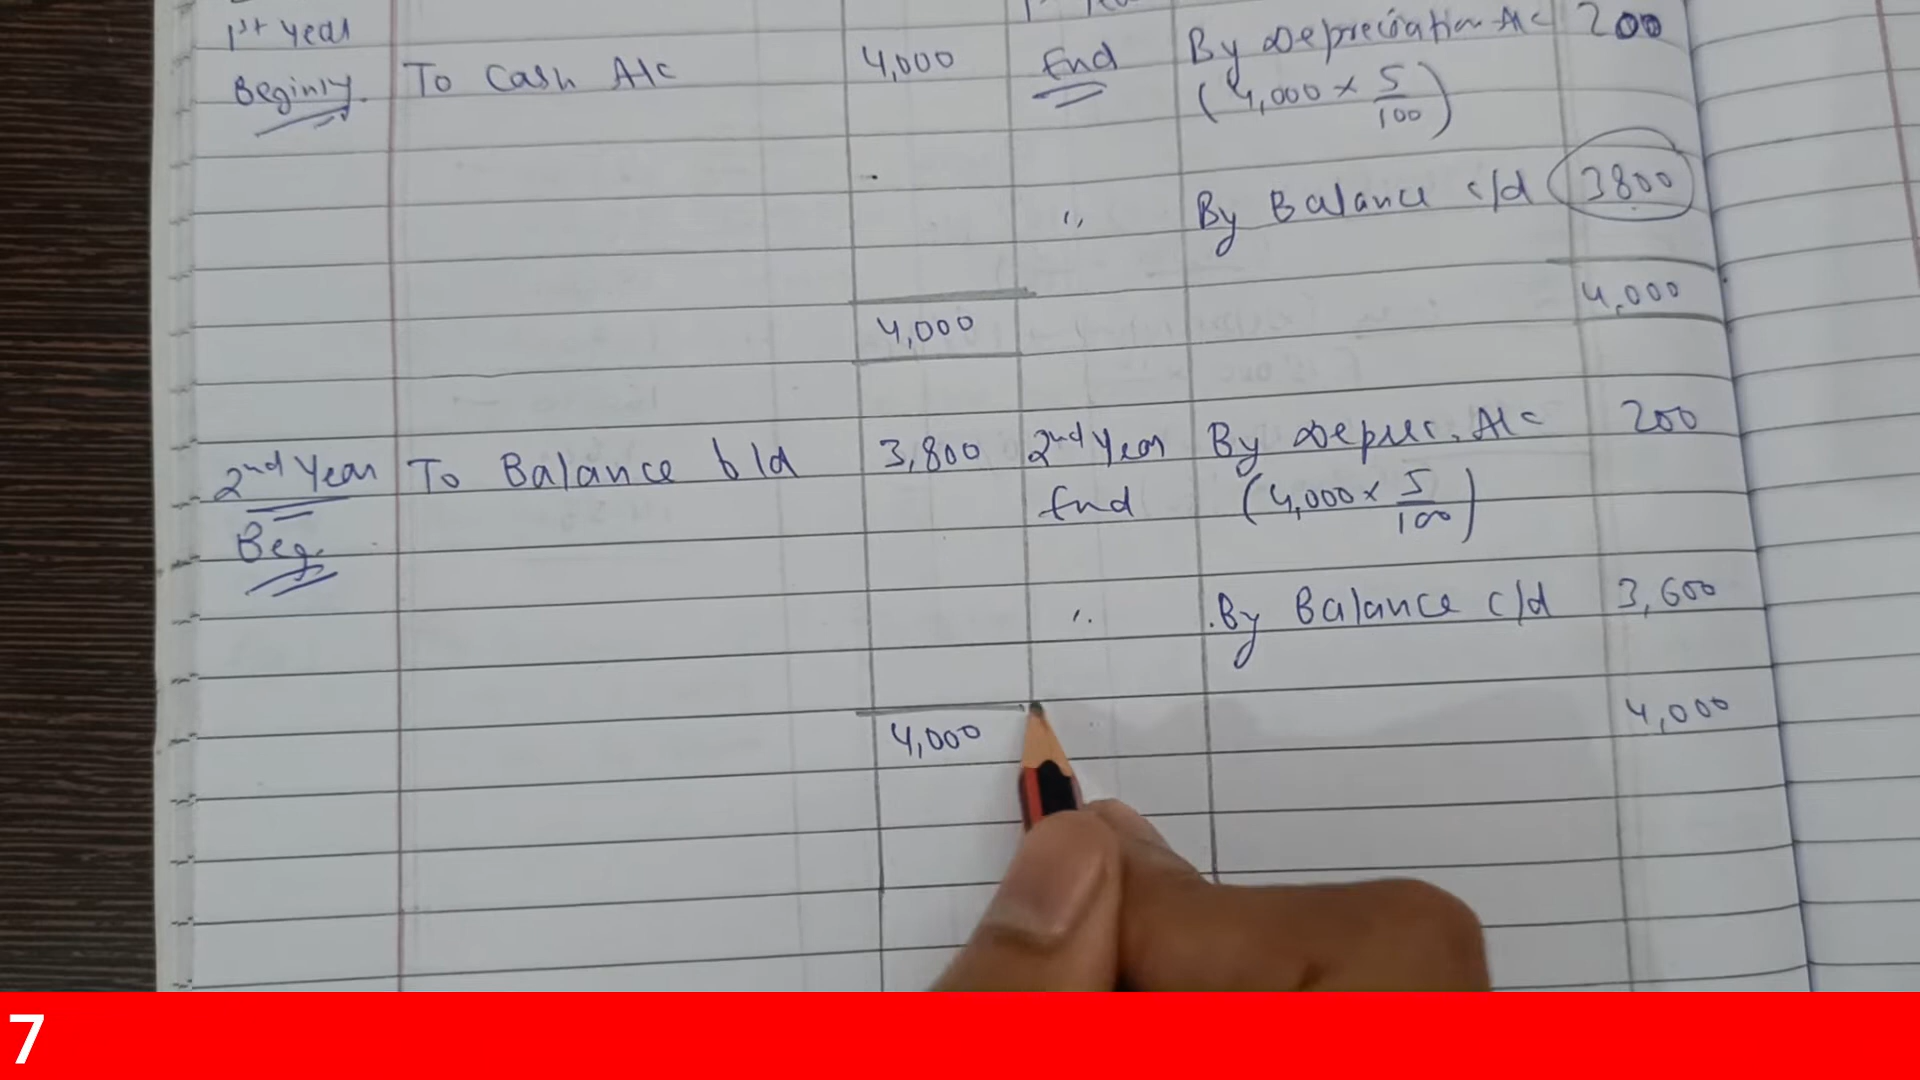 1st Year
Beginly. To Cash A/c 4,000 End By Depreciation A/c 200
(4,000 × 5/100)
" By Balance c/d 3800
4,000 4,000
2nd Year To Balance b/d 3,800 2nd Year By Deprec. A/c 200
Beg. End (4,000 × 5/100)
" By Balance c/d 3,600
4,000 4,000
7